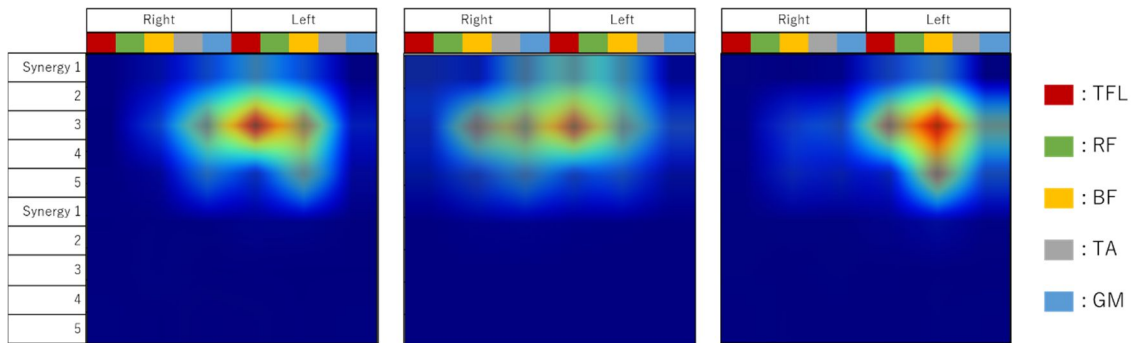 Right Left Right Left Right Left
Synergy 1
2
3
4
5
Synergy 1
2
3
4
5
: TFL
: RF
: BF
: TA
: GM